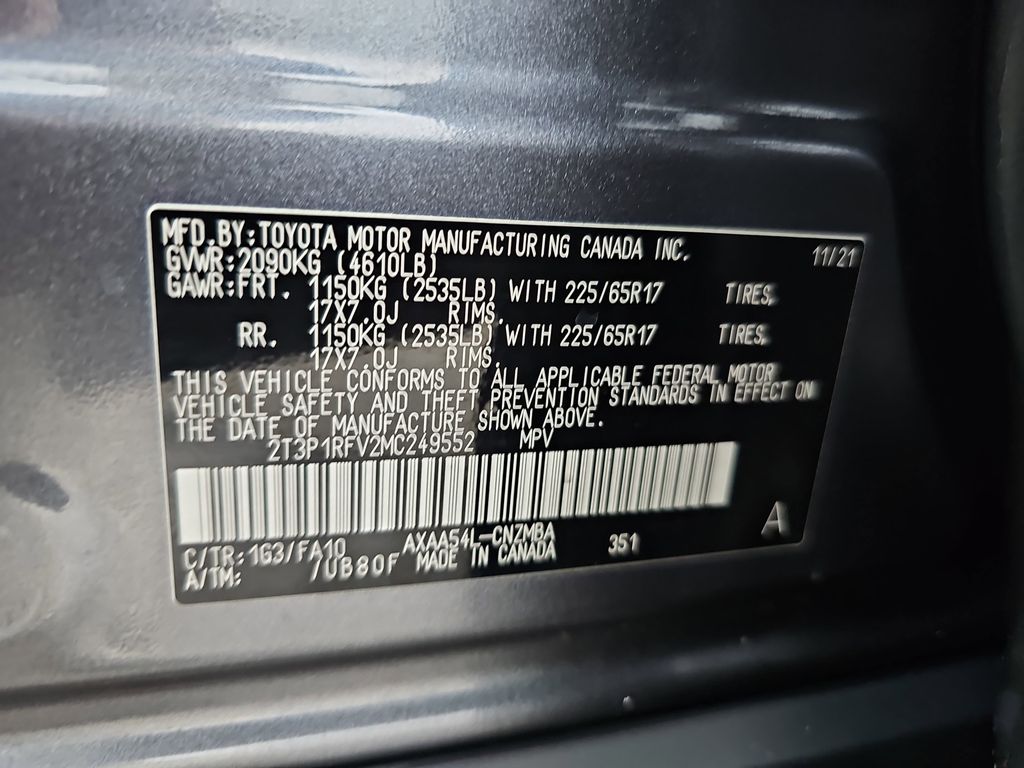 MFD.BY:TOYOTA MOTOR MANUFACTURING CANADA INC. 11/21
GVWR:2090KG (4610LB)
GAWR:FRT. 1150KG (2535LB) WITH 225/65R17 TIRES,
17X7.0J RIMS,
RR. 1150KG (2535LB) WITH 225/65R17 TIRES,
17X7.0J RIMS,
THIS VEHICLE CONFORMS TO ALL APPLICABLE FEDERAL MOTOR
VEHICLE SAFETY AND THEFT PREVENTION STANDARDS IN EFFECT ON
THE DATE OF MANUFACTURE SHOWN ABOVE.
2T3P1RFV2MC249552 MPV
A
C/TR:1G3/FA10 AXAA54L-CNZMBA 351
A/TM: /UB80F MADE IN CANADA